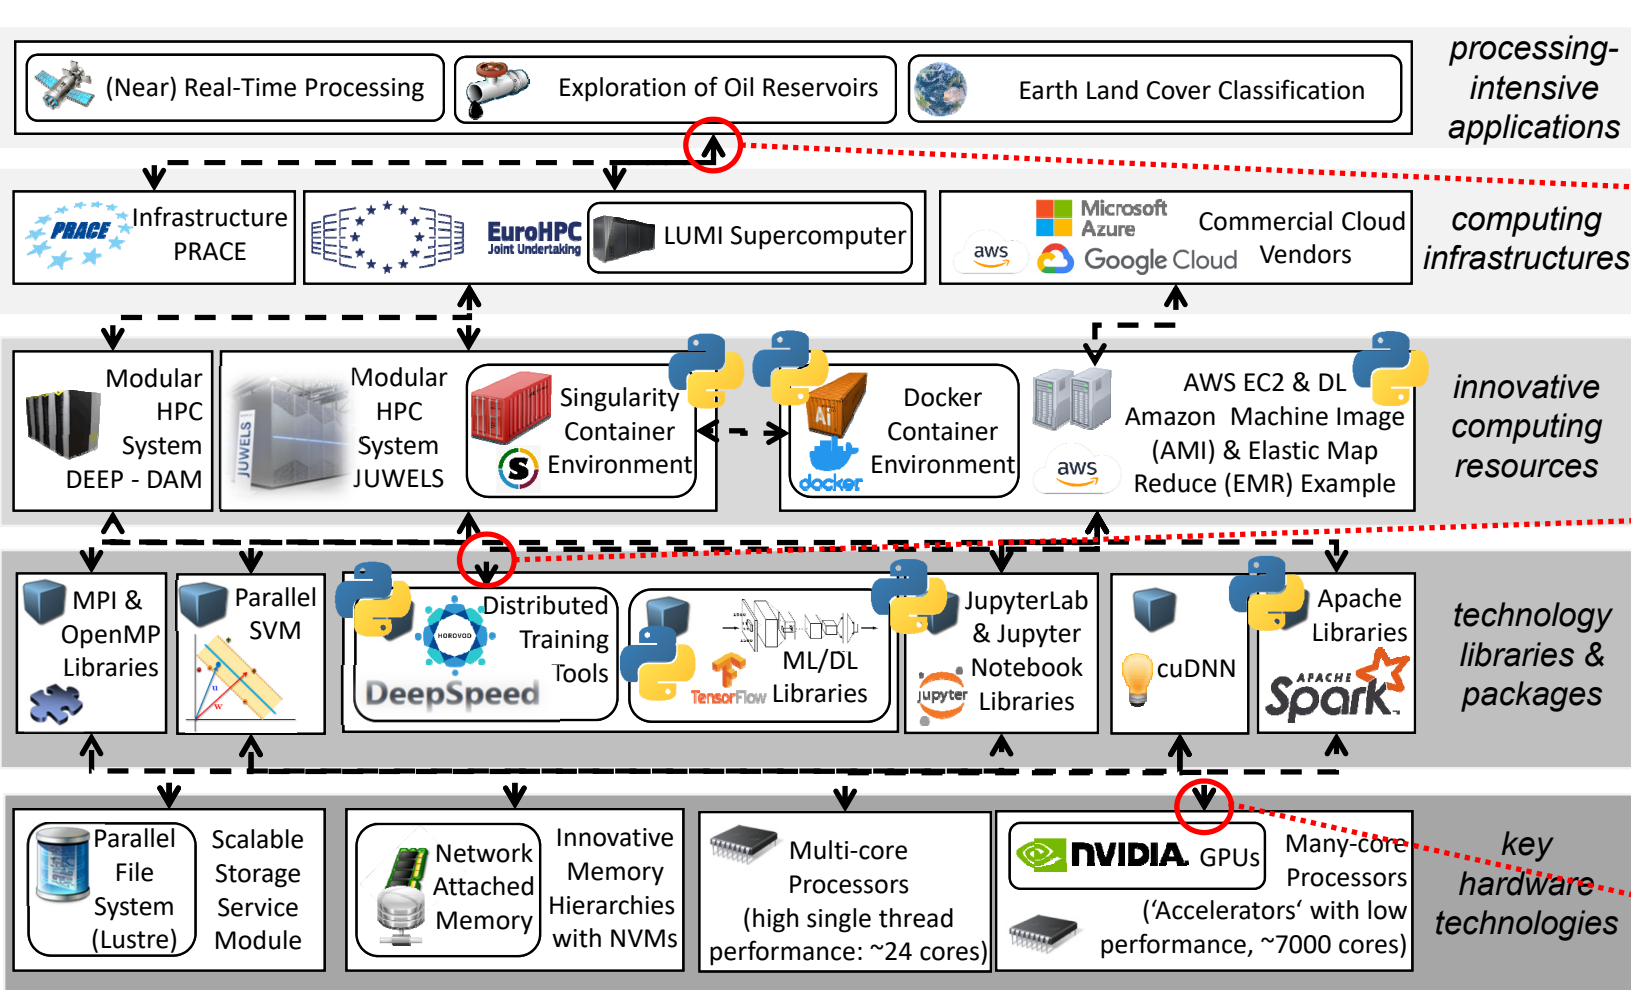 (Near) Real-Time Processing
Exploration of Oil Reservoirs
Earth Land Cover Classification
processing-
intensive
applications
PRACE
Infrastructure
PRACE
EuroHPC
Joint Undertaking
LUMI Supercomputer
aws
Microsoft
Azure
Google Cloud
Commercial Cloud
Vendors
computing
infrastructures
Modular
HPC
System
DEEP - DAM
JUWELS
Modular
HPC
System
JUWELS
Singularity
Container
Environment
S
Ai
docker
Docker
Container
Environment
aws
AWS EC2 & DL
Amazon Machine Image
(AMI) & Elastic Map
Reduce (EMR) Example
innovative
computing
resources
MPI &
OpenMP
Libraries
Parallel
SVM
u
w
HOROVOD
Distributed
Training
Tools
DeepSpeed
TensorFlow
ML/DL
Libraries
JupyterLab
& Jupyter
Notebook
Libraries
jupyter
cuDNN
Apache
Libraries
APACHE
Spark
technology
libraries &
packages
Parallel
File
System
(Lustre)
Scalable
Storage
Service
Module
Network
Attached
Memory
Innovative
Memory
Hierarchies
with NVMs
Multi-core
Processors
(high single thread
performance: ~24 cores)
NVIDIA.
GPUs
Many-core
Processors
(‘Accelerators‘ with low
performance, ~7000 cores)
key
hardware
technologies